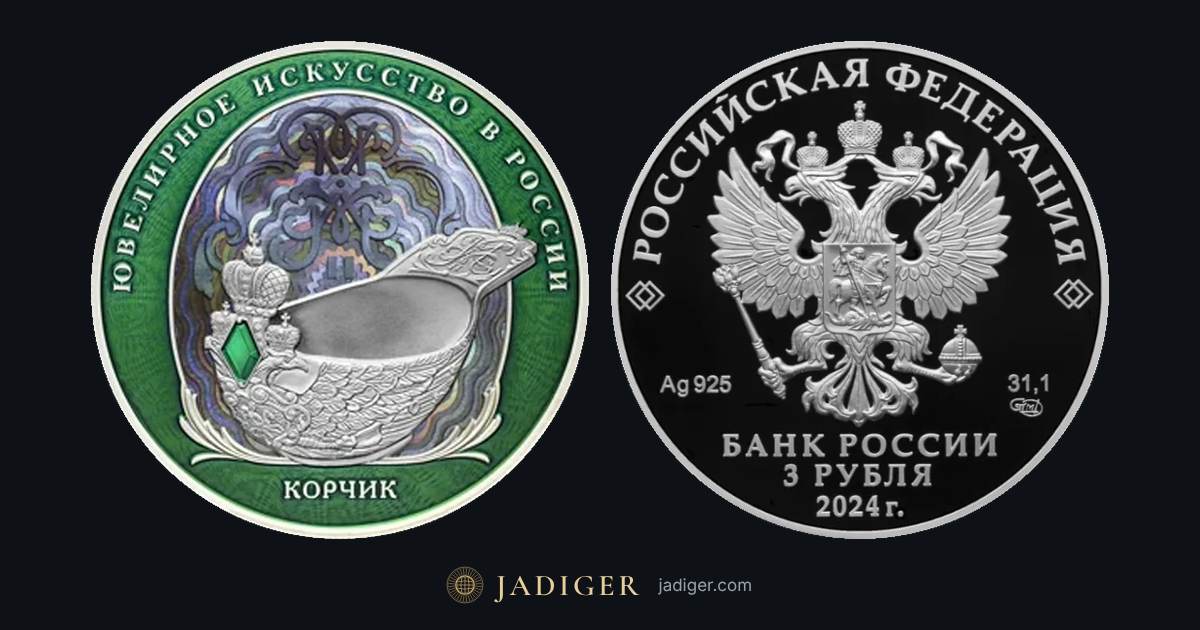 ЮВЕЛИРНОЕ ИСКУССТВО В РОССИИ
КОРЧИК
РОССИЙСКАЯ ФЕДЕРАЦИЯ
Ag 925
31,1
БАНК РОССИИ
3 РУБЛЯ
2024 г.
JADIGER jadiger.com